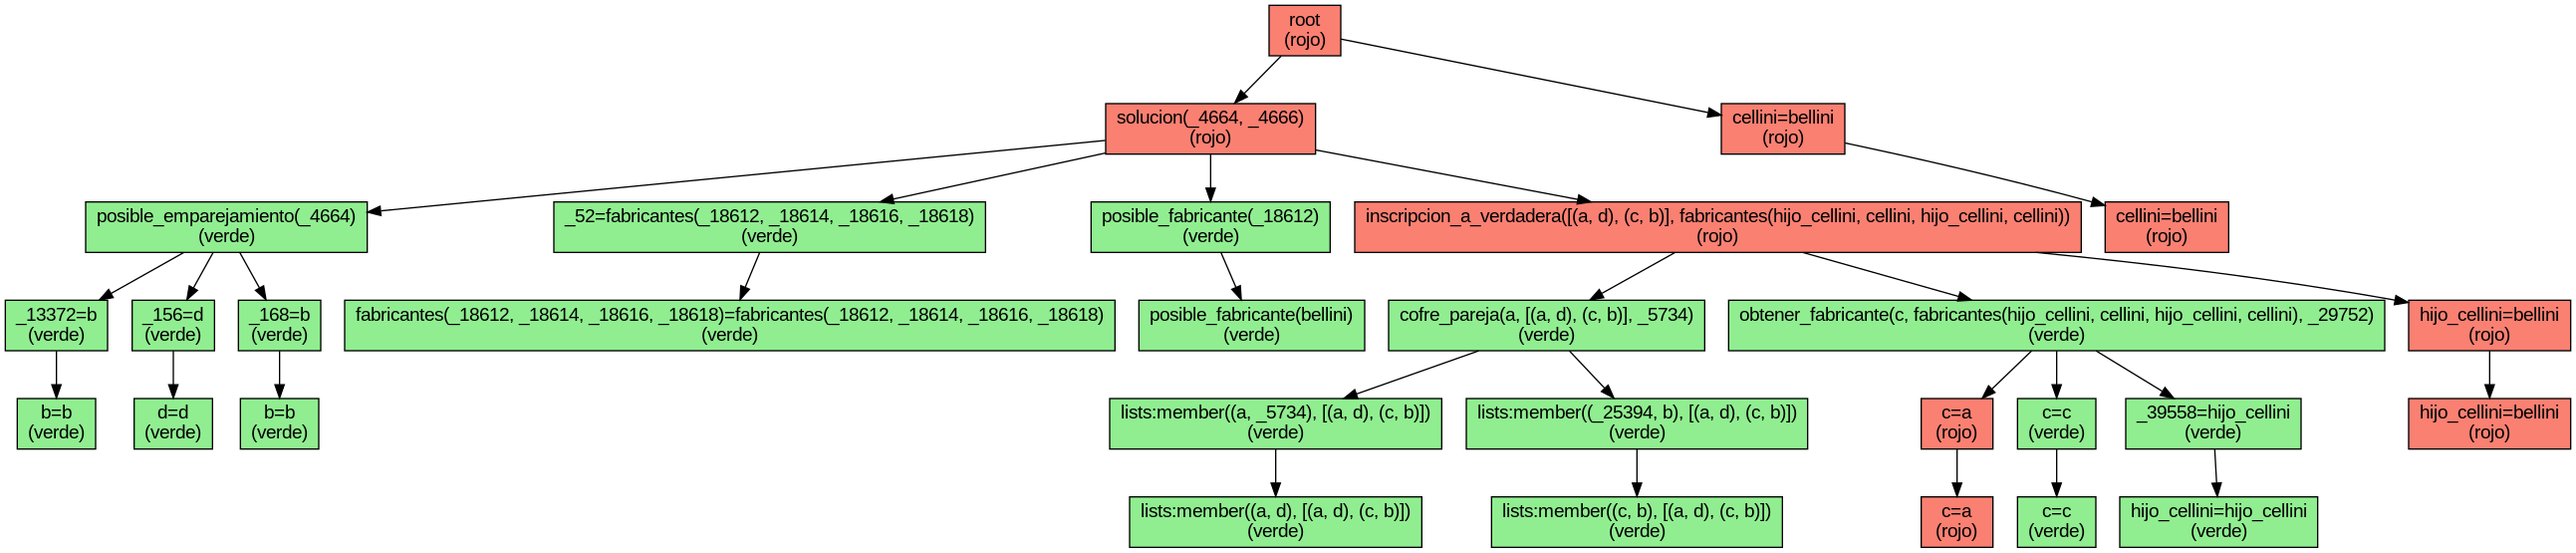 root
(rojo)
solucion(_4664, _4666)
(rojo)
cellini=bellini
(rojo)
posible_emparejamiento(_4664)
(verde)
_52=fabricantes(_18612, _18614, _18616, _18618)
(verde)
posible_fabricante(_18612)
(verde)
inscripcion_a_verdadera([(a, d), (c, b)], fabricantes(hijo_cellini, cellini, hijo_cellini, cellini))
(rojo)
cellini=bellini
(rojo)
_13372=b
(verde)
_156=d
(verde)
_168=b
(verde)
fabricantes(_18612, _18614, _18616, _18618)=fabricantes(_18612, _18614, _18616, _18618)
(verde)
posible_fabricante(bellini)
(verde)
cofre_pareja(a, [(a, d), (c, b)], _5734)
(verde)
obtener_fabricante(c, fabricantes(hijo_cellini, cellini, hijo_cellini, cellini), _29752)
(verde)
hijo_cellini=bellini
(rojo)
b=b
(verde)
d=d
(verde)
b=b
(verde)
lists:member((a, _5734), [(a, d), (c, b)])
(verde)
lists:member((_25394, b), [(a, d), (c, b)])
(verde)
c=a
(rojo)
c=c
(verde)
_39558=hijo_cellini
(verde)
hijo_cellini=bellini
(rojo)
lists:member((a, d), [(a, d), (c, b)])
(verde)
lists:member((c, b), [(a, d), (c, b)])
(verde)
c=a
(rojo)
c=c
(verde)
hijo_cellini=hijo_cellini
(verde)